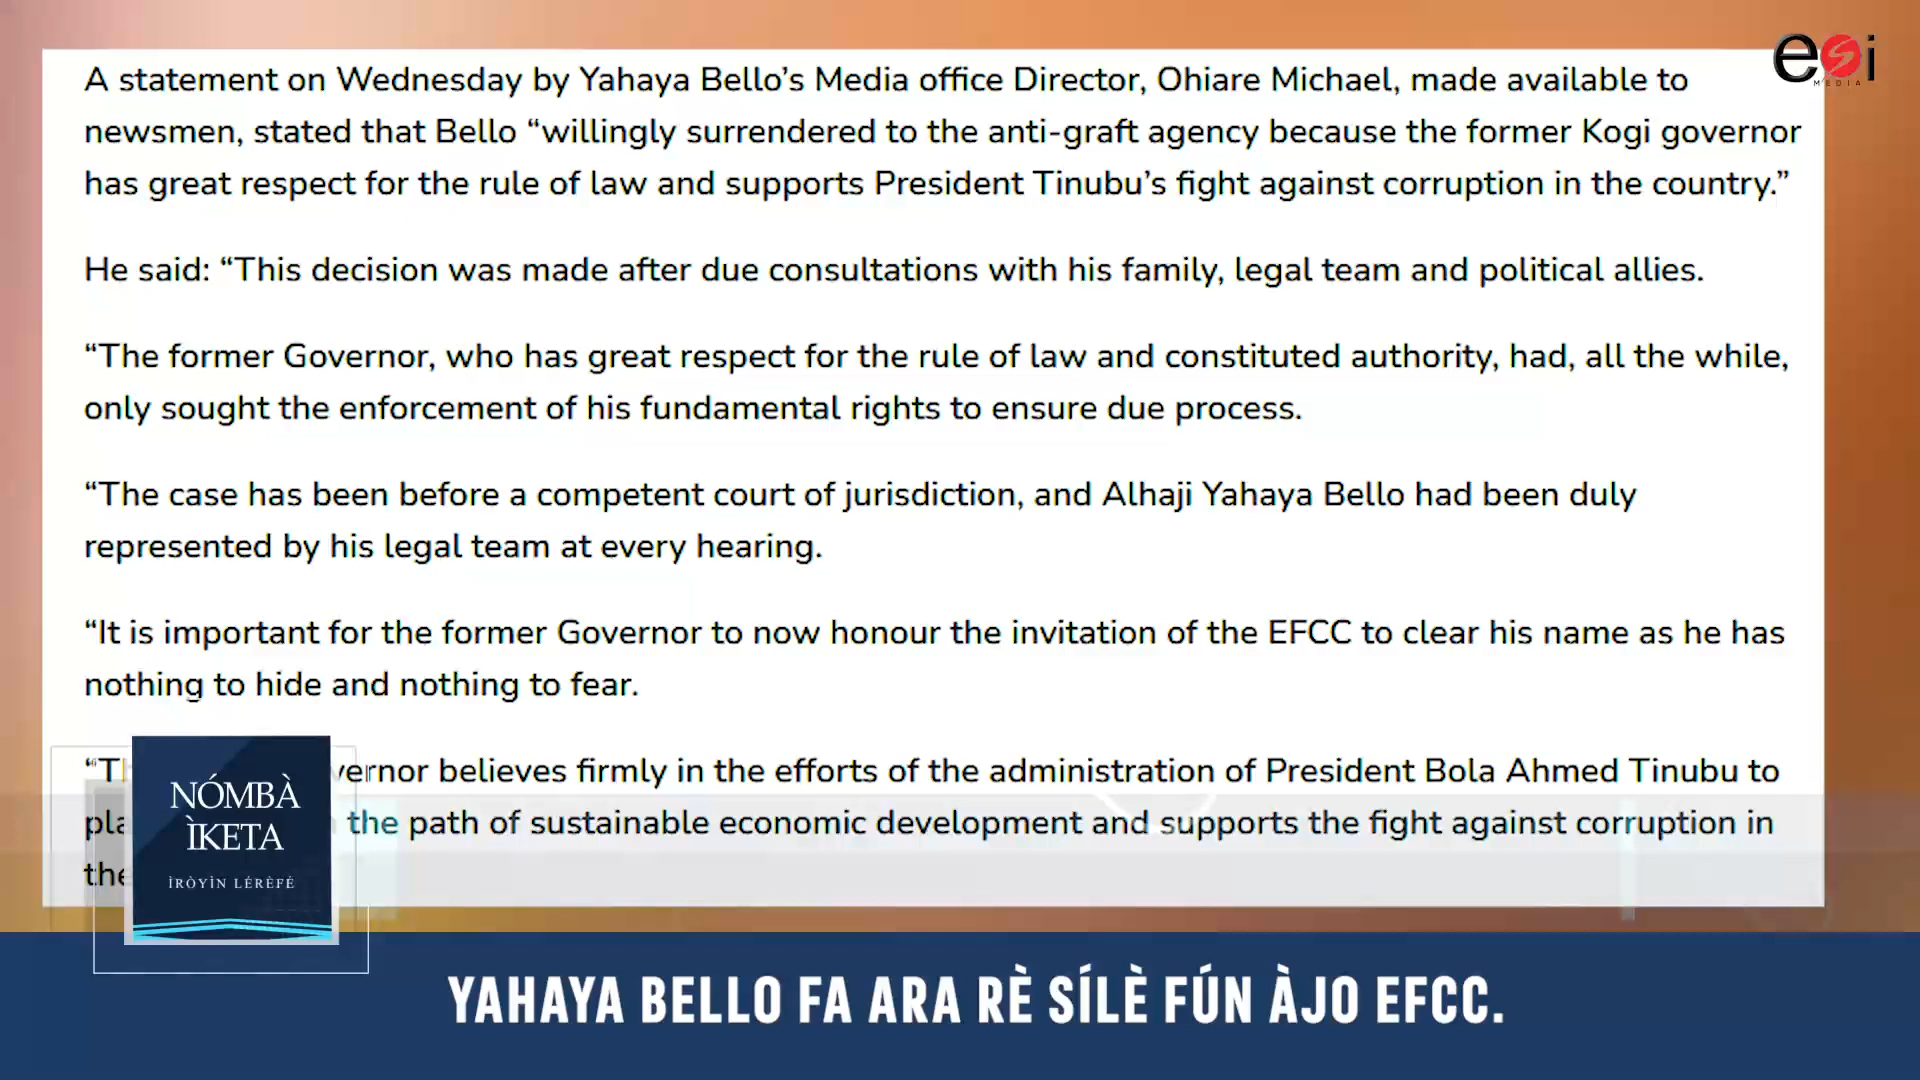 esi
MEDIA
A statement on Wednesday by Yahaya Bello’s Media office Director, Ohiare Michael, made available to
newsmen, stated that Bello “willingly surrendered to the anti-graft agency because the former Kogi governor
has great respect for the rule of law and supports President Tinubu’s fight against corruption in the country.”
He said: “This decision was made after due consultations with his family, legal team and political allies.
“The former Governor, who has great respect for the rule of law and constituted authority, had, all the while,
only sought the enforcement of his fundamental rights to ensure due process.
“The case has been before a competent court of jurisdiction, and Alhaji Yahaya Bello had been duly
represented by his legal team at every hearing.
“It is important for the former Governor to now honour the invitation of the EFCC to clear his name as he has
nothing to hide and nothing to fear.
believes firmly in the efforts of the administration of President Bola Ahmed Tinubu to
the path of sustainable economic development and supports the fight against corruption in
NÓMBÀ
ÌKETA
ÌRÒYÌN LÉRÈFÉ
YAHAYA BELLO FA ARA RÈ SÍLÈ FÚN ÀJO EFCC.